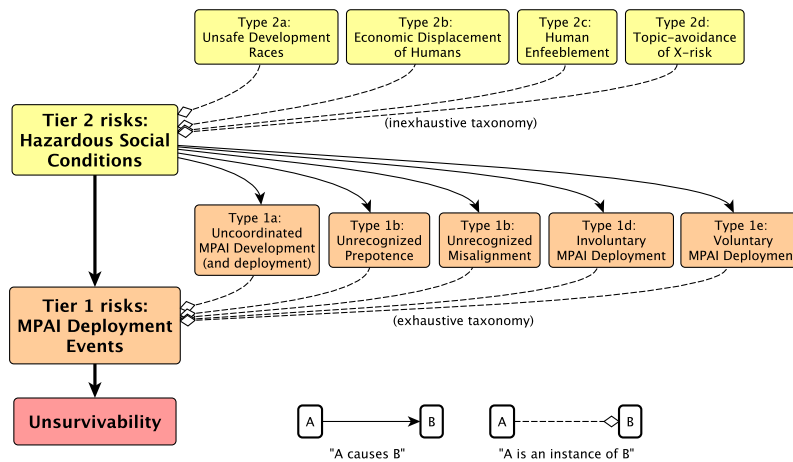 Type 2a:
Unsafe Development
Races
Type 2b:
Economic Displacement
of Humans
Type 2c:
Human
Enfeeblement
Type 2d:
Topic-avoidance
of X-risk
(inexhaustive taxonomy)
Tier 2 risks:
Hazardous Social
Conditions
Type 1a:
Uncoordinated
MPAI Development
(and deployment)
Type 1b:
Unrecognized
Prepotence
Type 1b:
Unrecognized
Misalignment
Type 1d:
Involuntary
MPAI Deployment
Type 1e:
Voluntary
MPAI Deploymen
(exhaustive taxonomy)
Tier 1 risks:
MPAI Deployment
Events
Unsurvivability
A
B
"A causes B"
A
B
"A is an instance of B"